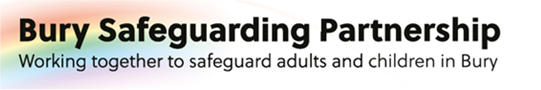 Bury Safeguarding Partnership
Working together to safeguard adults and children in Bury